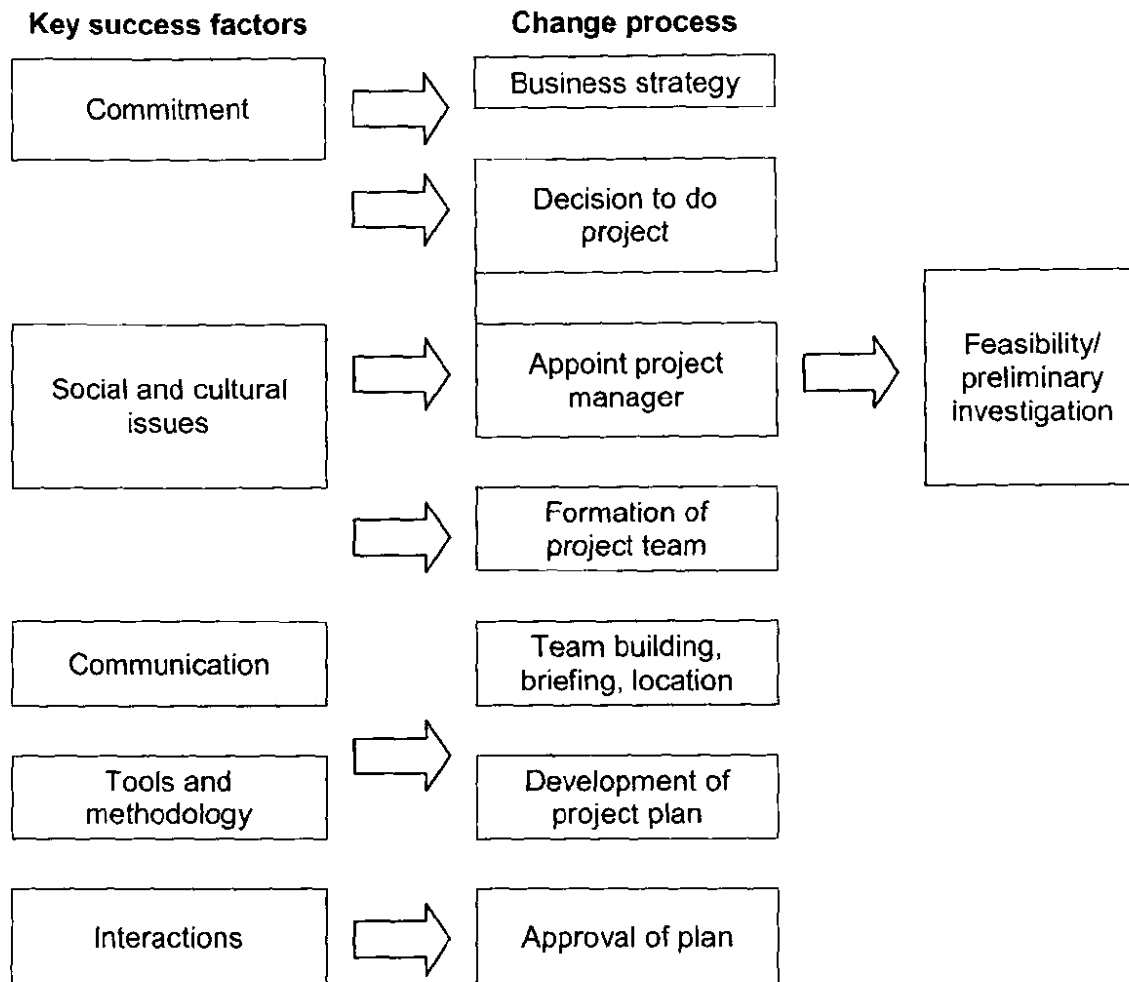 Key success factors
Change process
Commitment
Business strategy
Decision to do
project
Social and cultural
issues
Appoint project
manager
Feasibility/
preliminary
investigation
Formation of
project team
Communication
Team building,
briefing, location
Tools and
methodology
Development of
project plan
Interactions
Approval of plan